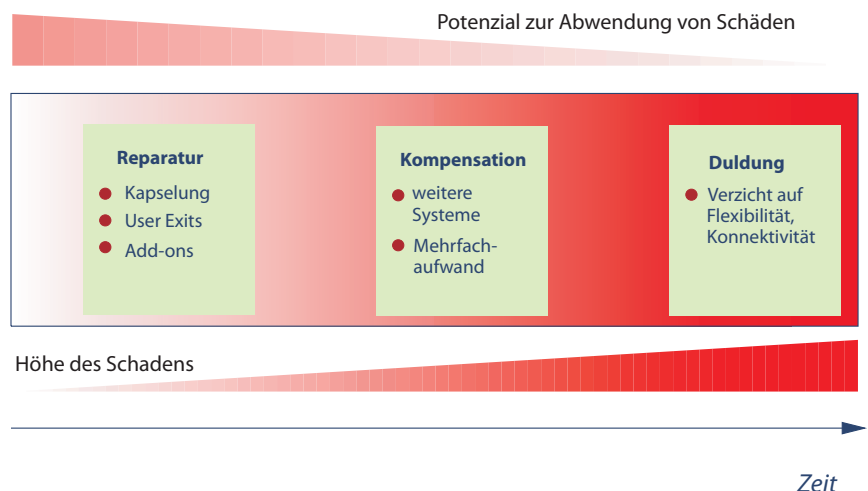 Potenzial zur Abwendung von Schäden
Reparatur
Kapselung
User Exits
Add-ons
Kompensation
weitere
Systeme
Mehrfach-
aufwand
Duldung
Verzicht auf
Flexibilität,
Konnektivität
Höhe des Schadens
Zeit